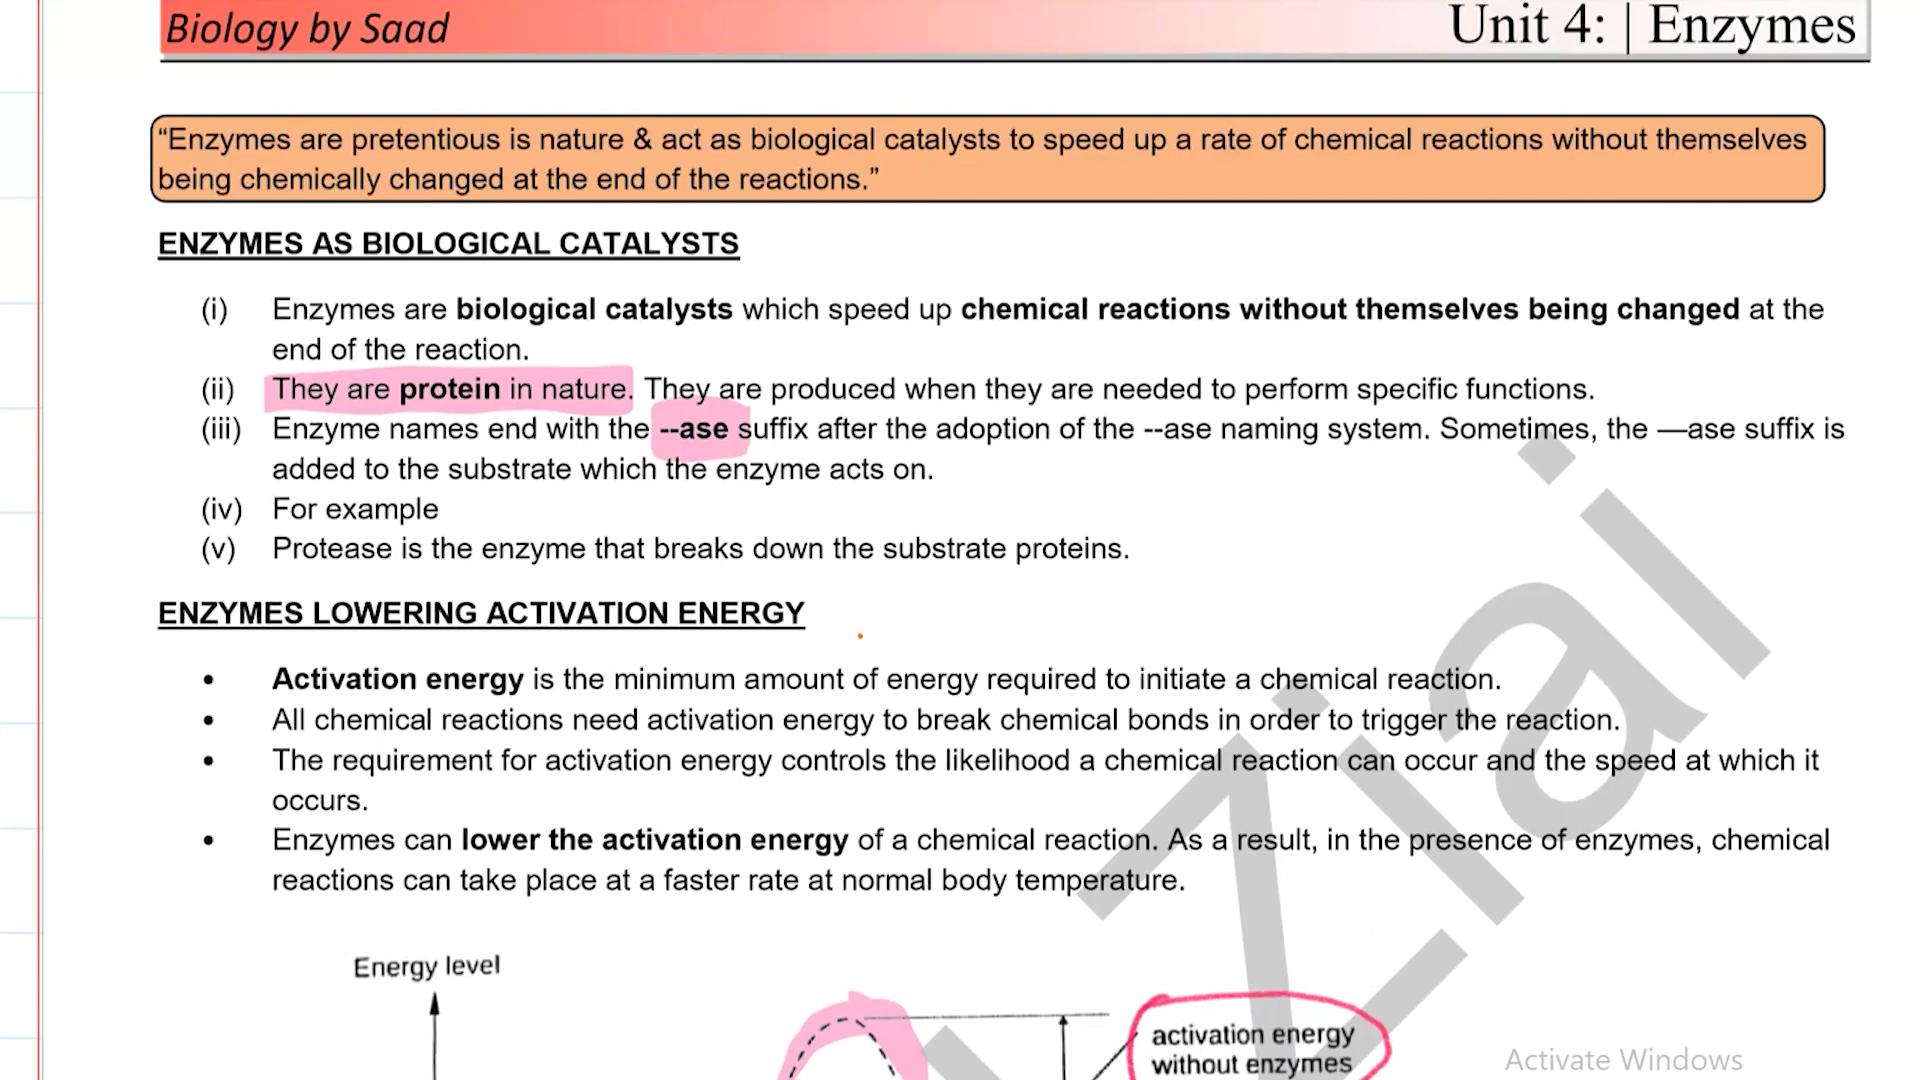 Biology by Saad
Unit 4: | Enzymes
“Enzymes are pretentious is nature & act as biological catalysts to speed up a rate of chemical reactions without themselves
being chemically changed at the end of the reactions.”
ENZYMES AS BIOLOGICAL CATALYSTS
(i) Enzymes are biological catalysts which speed up chemical reactions without themselves being changed at the
end of the reaction.
(ii) They are protein in nature. They are produced when they are needed to perform specific functions.
(iii) Enzyme names end with the --ase suffix after the adoption of the --ase naming system. Sometimes, the —ase suffix is
added to the substrate which the enzyme acts on.
(iv) For example
(v) Protease is the enzyme that breaks down the substrate proteins.
ENZYMES LOWERING ACTIVATION ENERGY
• Activation energy is the minimum amount of energy required to initiate a chemical reaction.
• All chemical reactions need activation energy to break chemical bonds in order to trigger the reaction.
• The requirement for activation energy controls the likelihood a chemical reaction can occur and the speed at which it
occurs.
• Enzymes can lower the activation energy of a chemical reaction. As a result, in the presence of enzymes, chemical
reactions can take place at a faster rate at normal body temperature.
Energy level
activation energy
without enzymes
Ziai
Activate Windows